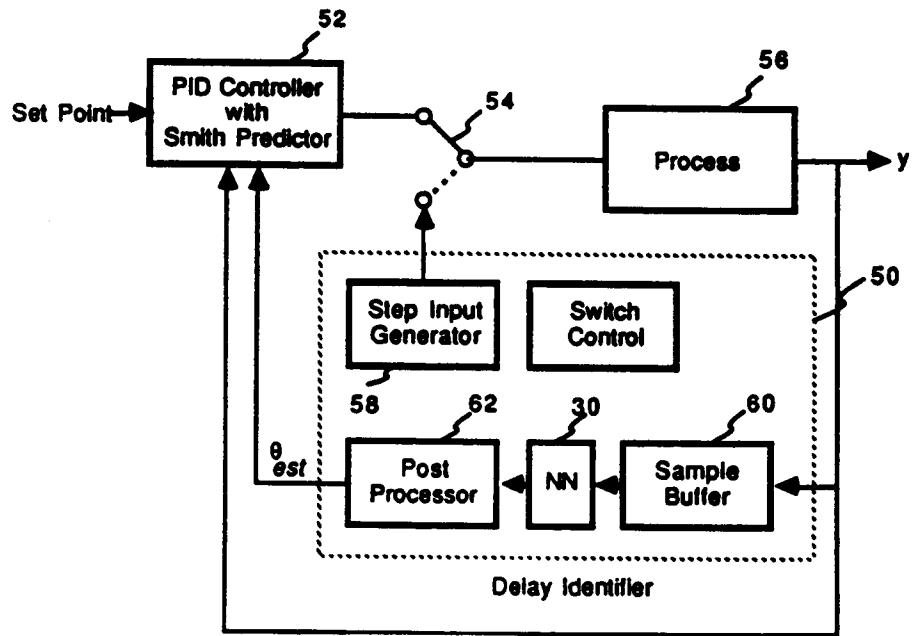 52
PID Controller
with
Smith Predictor
Set Point
54
56
Process
y
50
Step Input
Generator
Switch
Control
58
62
30
60
θest
Post
Processor
NN
Sample
Buffer
Delay Identifier